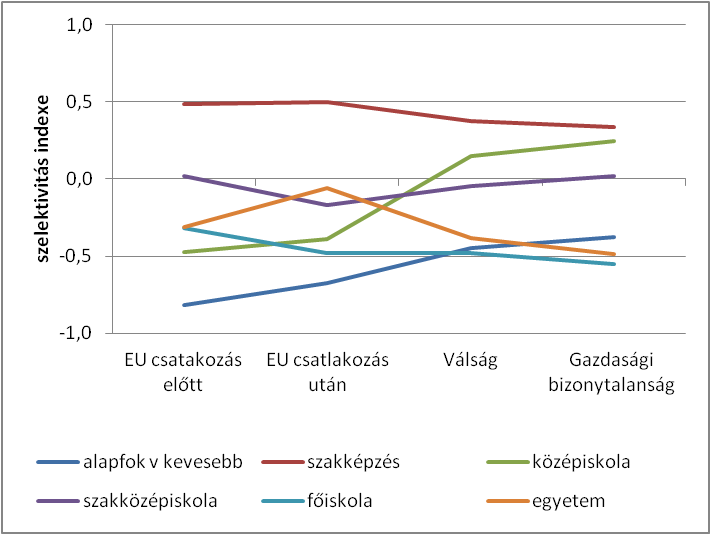 szelektivitás indexe
1,0
0,5
0,0
-0,5
-1,0
EU csatakozás
előtt
EU csatlakozás
után
Válság
Gazdasági
bizonytalanság
alapfok v kevesebb
szakképzés
középiskola
szakközépiskola
főiskola
egyetem